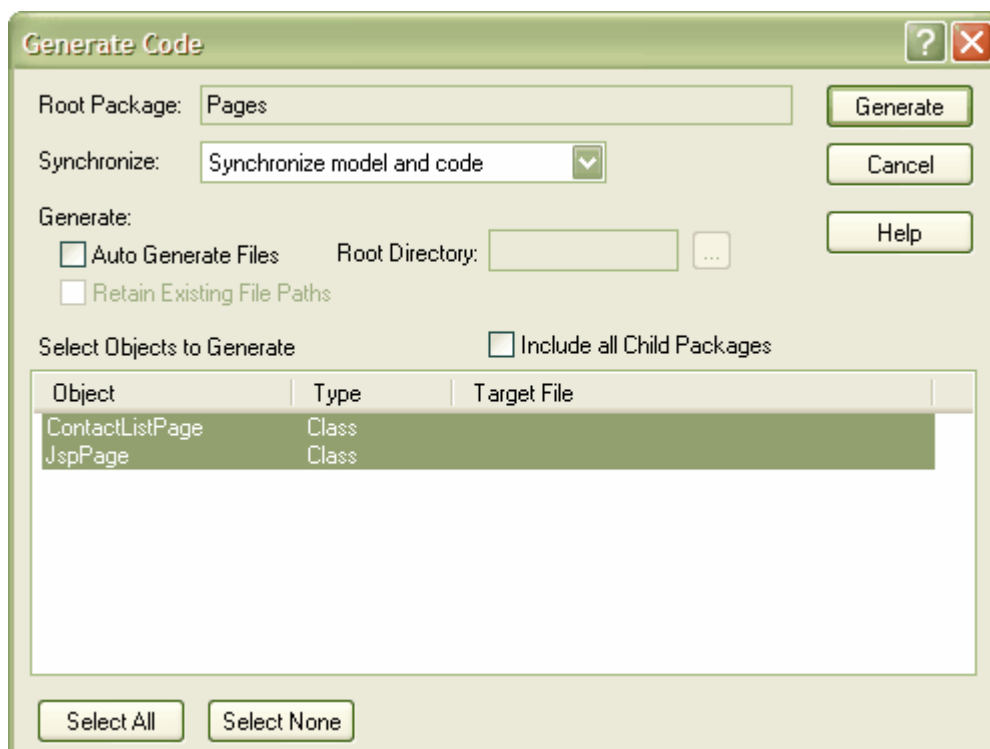 Generate Code
Root Package: Pages Generate
Synchronize: Synchronize model and code Cancel
Generate: Help
Auto Generate Files Root Directory: ...
Retain Existing File Paths
Select Objects to Generate Include all Child Packages
Object Type Target File
ContactListPage Class
JspPage Class
Select All Select None